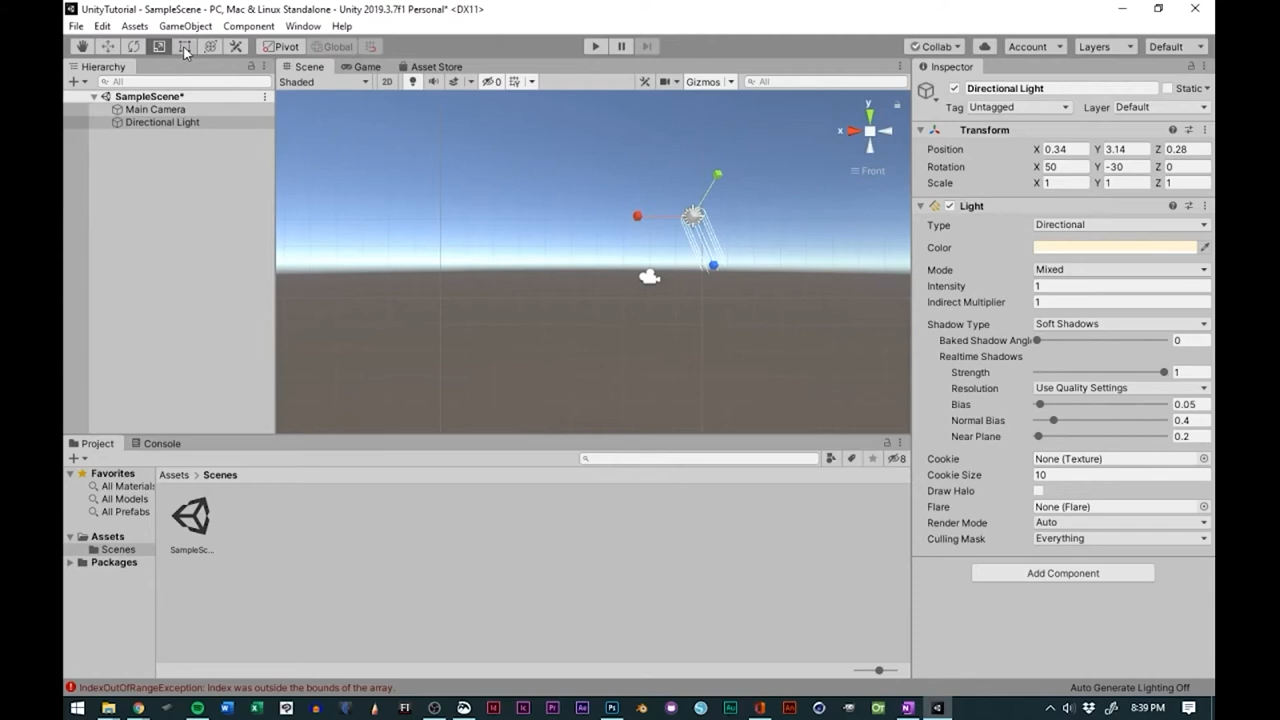 UnityTutorial - SampleScene - PC, Mac & Linux Standalone - Unity 2019.3.7f1 Personal* <DX11>
File Edit Assets GameObject Component Window Help
Pivot Global Collab Account Layers Default
Hierarchy
All
SampleScene*
Main Camera
Directional Light
Scene Game Asset Store
Shaded 2D 0 Gizmos All
y
x
Front
Inspector
Directional Light Static
Tag Untagged Layer Default
Transform
Position X 0.34 Y 3.14 Z 0.28
Rotation X 50 Y -30 Z 0
Scale X 1 Y 1 Z 1
Light
Type Directional
Color
Mode Mixed
Intensity 1
Indirect Multiplier 1
Shadow Type Soft Shadows
Baked Shadow Angl 0
Realtime Shadows
Strength 1
Resolution Use Quality Settings
Bias 0.05
Normal Bias 0.4
Near Plane 0.2
Cookie None (Texture)
Cookie Size 10
Draw Halo
Flare None (Flare)
Render Mode Auto
Culling Mask Everything
Add Component
Project Console
8
Favorites
All Materials
All Models
All Prefabs
Assets
Scenes
Packages
Assets > Scenes
SampleSc...
IndexOutOfRangeException: Index was outside the bounds of the array.
Auto Generate Lighting Off
8:39 PM